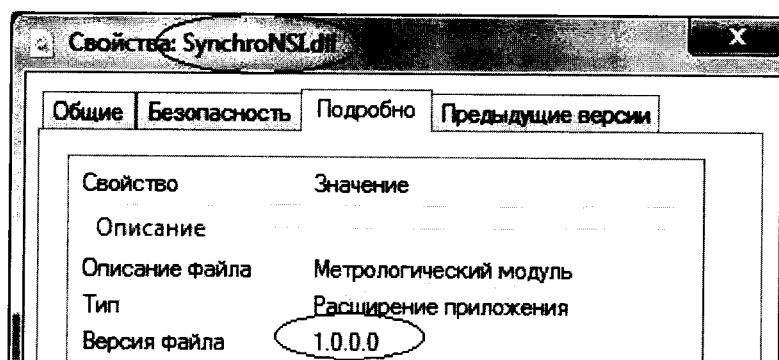 Свойства: SynchroNSI.dll
Общие Безопасность Подробно Предыдущие версии
Свойство Значение
Описание
Описание файла Метрологический модуль
Тип Расширение приложения
Версия файла 1.0.0.0